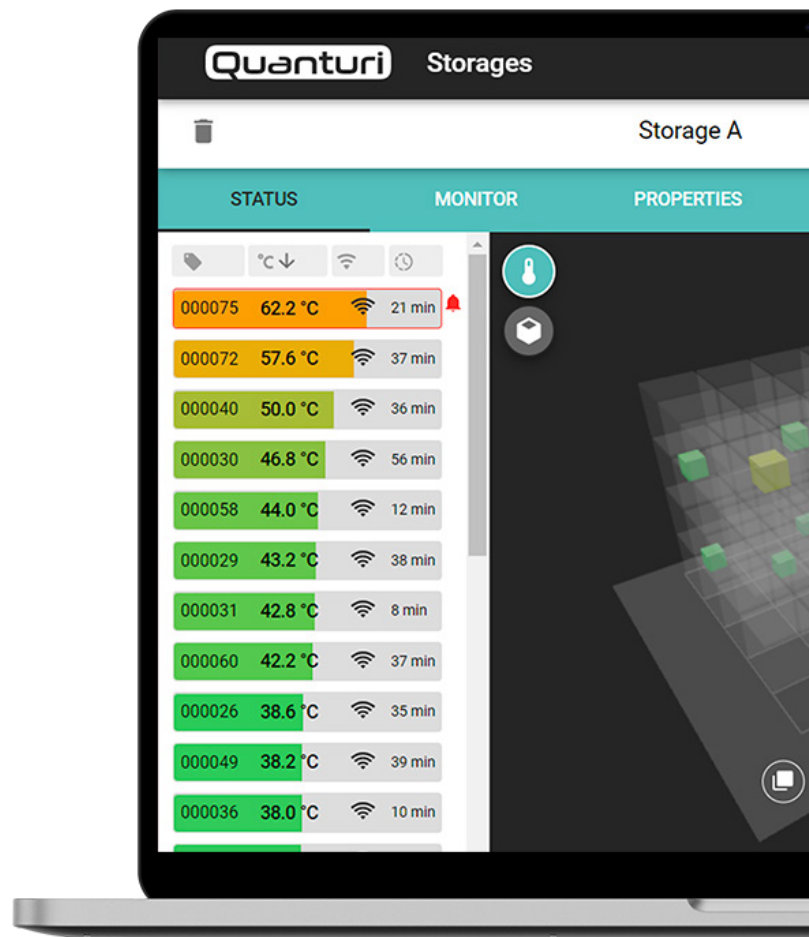 Quanturi Storages
Storage A
STATUS MONITOR PROPERTIES
°C
000075 62.2 °C 21 min
000072 57.6 °C 37 min
000040 50.0 °C 36 min
000030 46.8 °C 56 min
000058 44.0 °C 12 min
000029 43.2 °C 38 min
000031 42.8 °C 8 min
000060 42.2 °C 37 min
000026 38.6 °C 35 min
000049 38.2 °C 39 min
000036 38.0 °C 10 min